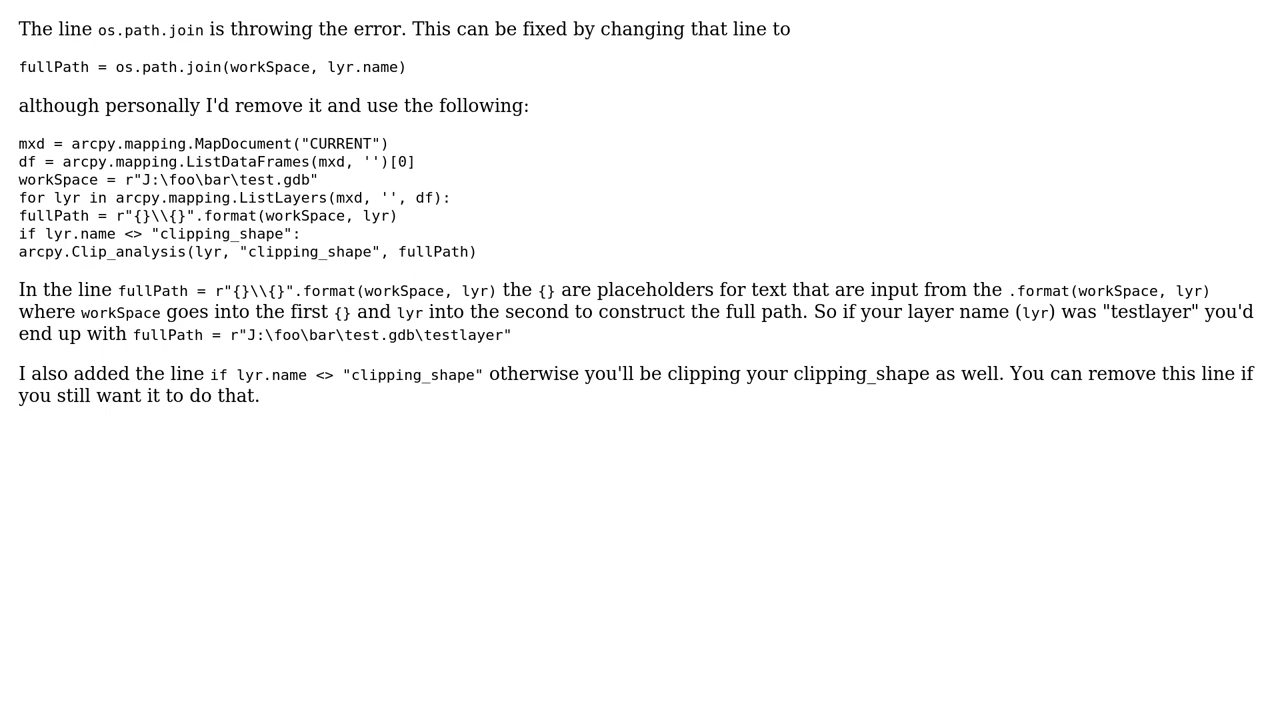 The line os.path.join is throwing the error. This can be fixed by changing that line to
fullPath = os.path.join(workSpace, lyr.name)
although personally I'd remove it and use the following:
mxd = arcpy.mapping.MapDocument("CURRENT")
df = arcpy.mapping.ListDataFrames(mxd, '')[0]
workSpace = r"J:\foo\bar\test.gdb"
for lyr in arcpy.mapping.ListLayers(mxd, '', df):
fullPath = r"{}\\{}".format(workSpace, lyr)
if lyr.name <> "clipping_shape":
arcpy.Clip_analysis(lyr, "clipping_shape", fullPath)
In the line fullPath = r"{}\\{}".format(workSpace, lyr) the {} are placeholders for text that are input from the .format(workSpace, lyr)
where workSpace goes into the first {} and lyr into the second to construct the full path. So if your layer name (lyr) was "testlayer" you'd
end up with fullPath = r"J:\foo\bar\test.gdb\testlayer"
I also added the line if lyr.name <> "clipping_shape" otherwise you'll be clipping your clipping_shape as well. You can remove this line if
you still want it to do that.